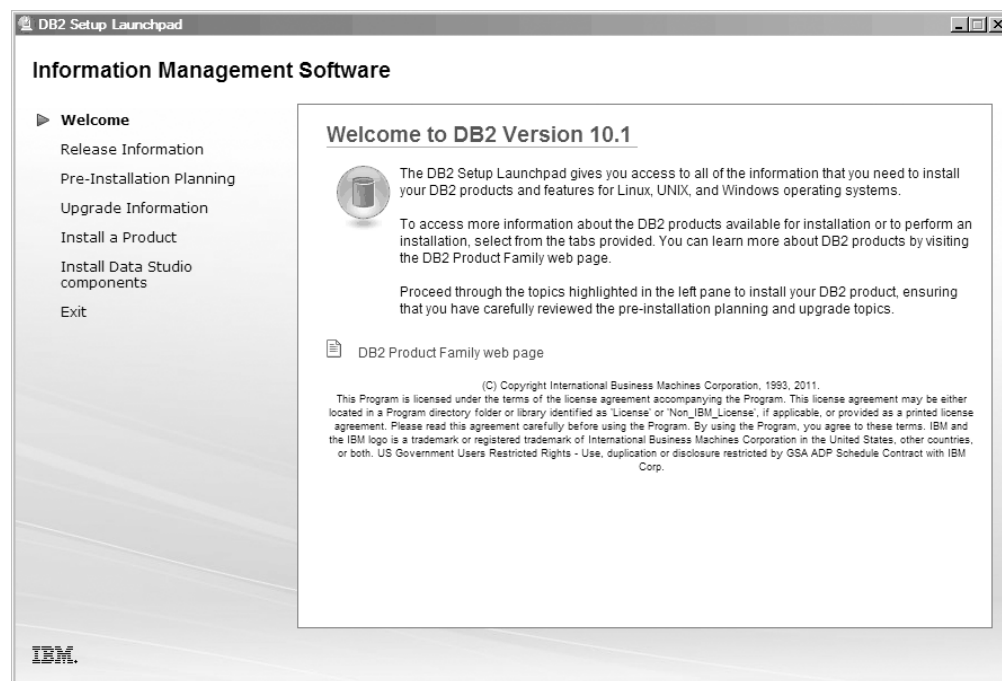 DB2 Setup Launchpad
Information Management Software
Welcome
Release Information
Pre-Installation Planning
Upgrade Information
Install a Product
Install Data Studio
components
Exit
Welcome to DB2 Version 10.1
The DB2 Setup Launchpad gives you access to all of the information that you need to install
your DB2 products and features for Linux, UNIX, and Windows operating systems.
To access more information about the DB2 products available for installation or to perform an
installation, select from the tabs provided. You can learn more about DB2 products by visiting
the DB2 Product Family web page.
Proceed through the topics highlighted in the left pane to install your DB2 product, ensuring
that you have carefully reviewed the pre-installation planning and upgrade topics.
DB2 Product Family web page
(C) Copyright International Business Machines Corporation, 1993, 2011.
This Program is licensed under the terms of the license agreement accompanying the Program. This license agreement may be either
located in a Program directory folder or library identified as 'License' or 'Non_IBM_License', if applicable, or provided as a printed license
agreement. Please read this agreement carefully before using the Program. By using the Program, you agree to these terms. IBM and
the IBM logo is a trademark or registered trademark of International Business Machines Corporation in the United States, other countries,
or both. US Government Users Restricted Rights - Use, duplication or disclosure restricted by GSA ADP Schedule Contract with IBM
Corp.
IBM.